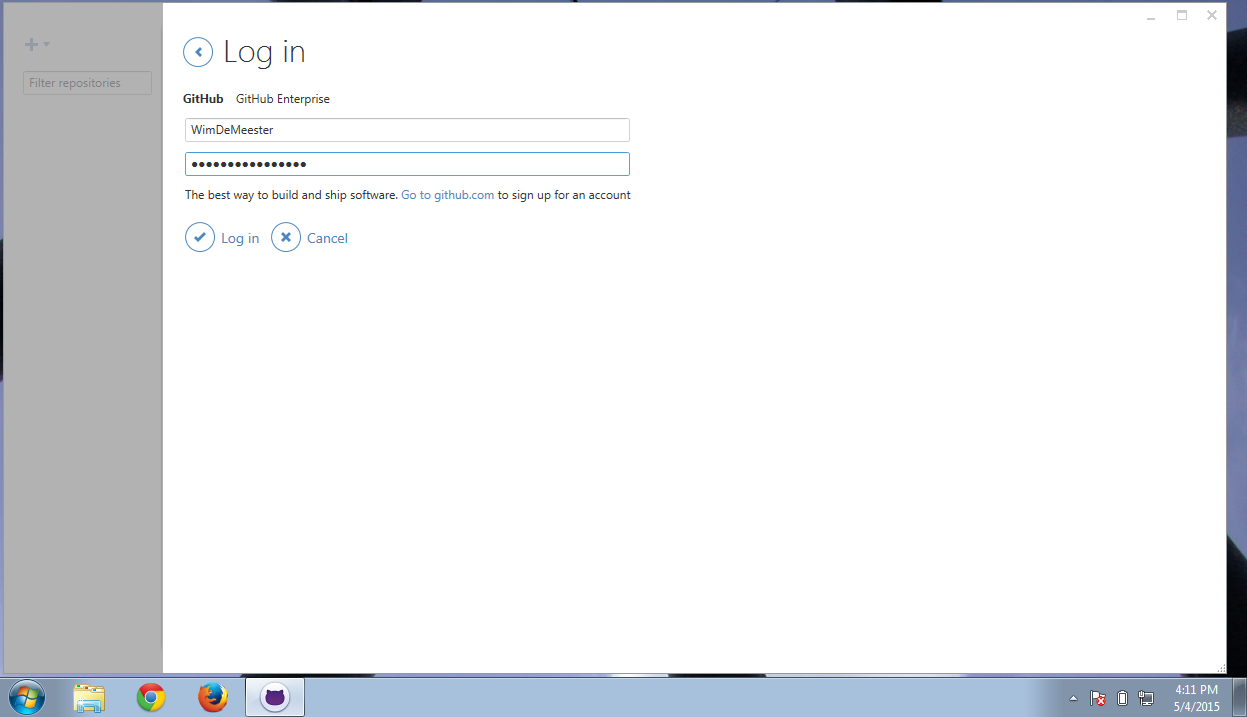 Filter repositories
Log in
GitHub GitHub Enterprise
WimDeMeester
••••••••••••••••
The best way to build and ship software. Go to github.com to sign up for an account
Log in Cancel
4:11 PM
5/4/2015